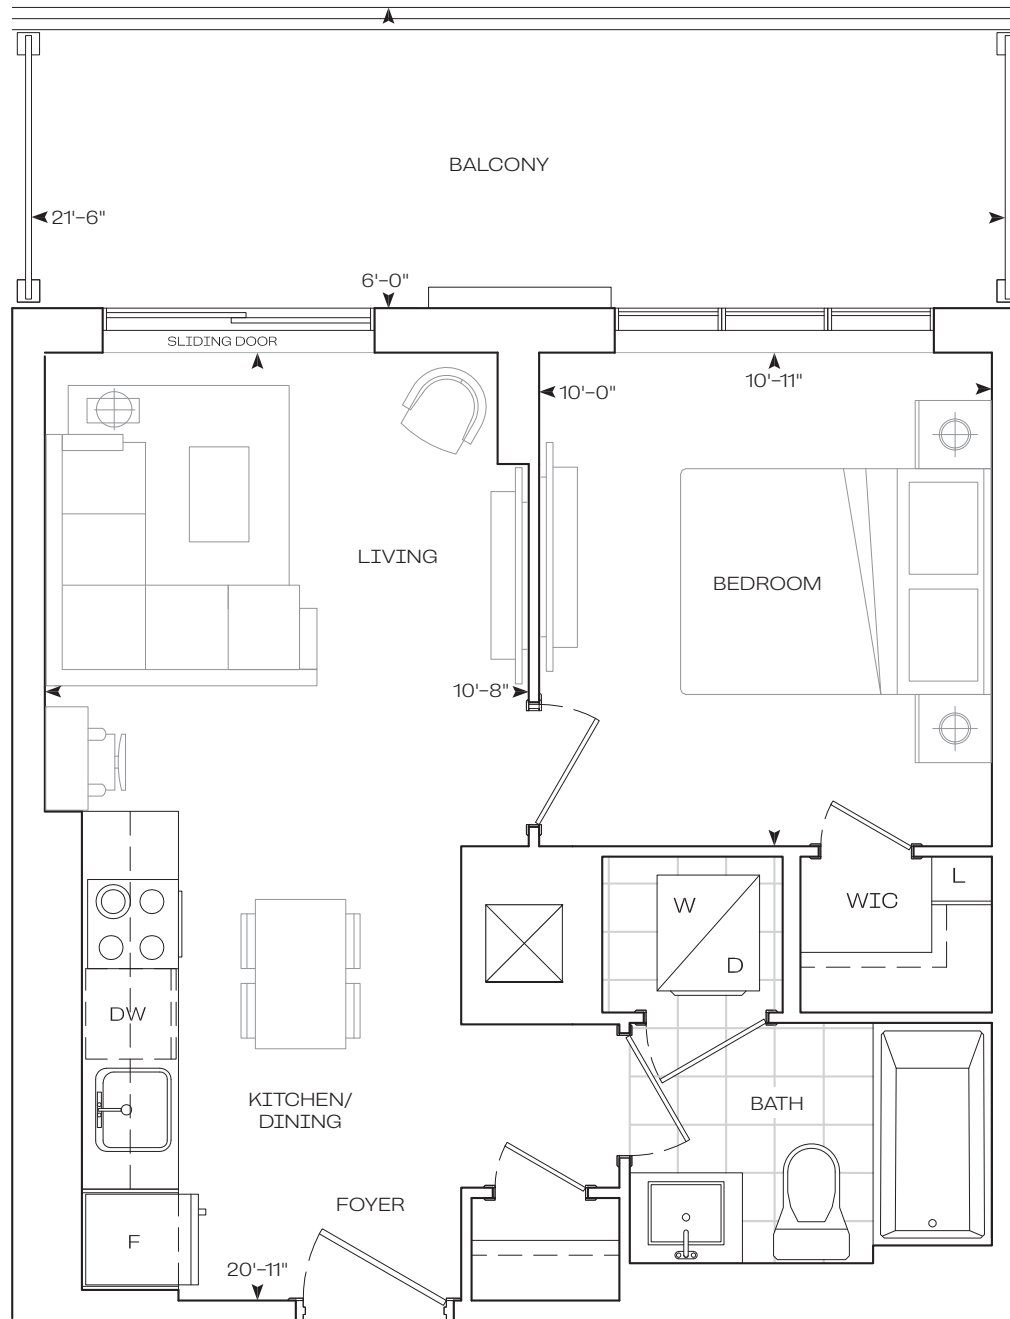 BALCONY
21'-6"
6'-0"
SLIDING DOOR
10'-0"
10'-11"
LIVING
BEDROOM
10'-8"
L
WIC
W
D
DW
KITCHEN/
DINING
BATH
FOYER
F
20'-11"